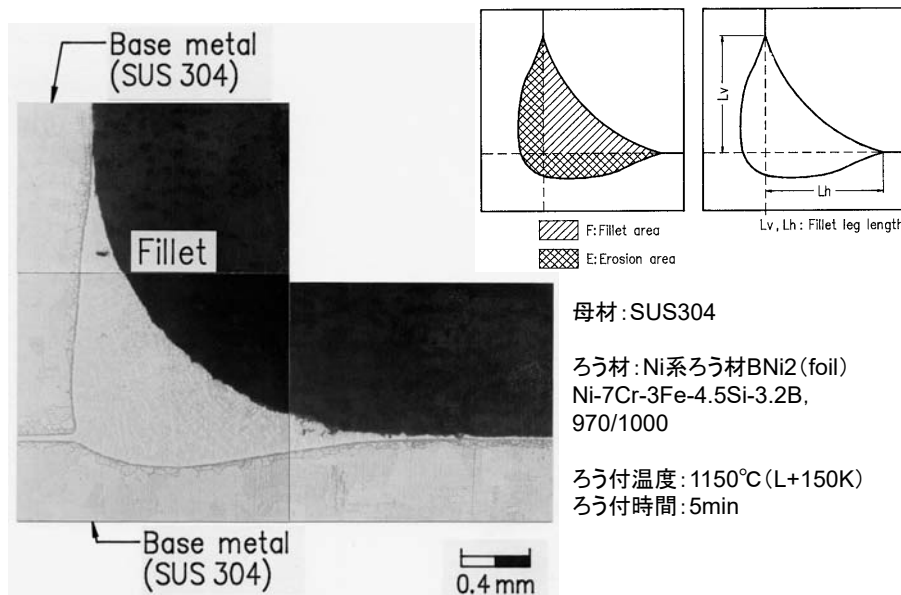 Base metal
(SUS 304)
Fillet
Base metal
(SUS 304)
0.4 mm
F:Fillet area
E:Erosion area
Lv
Lh
Lv, Lh: Fillet leg length
母材：SUS304
ろう材：Ni系ろう材BNi2（foil）
Ni-7Cr-3Fe-4.5Si-3.2B,
970/1000
ろう付温度：1150℃（L+150K）
ろう付時間：5min